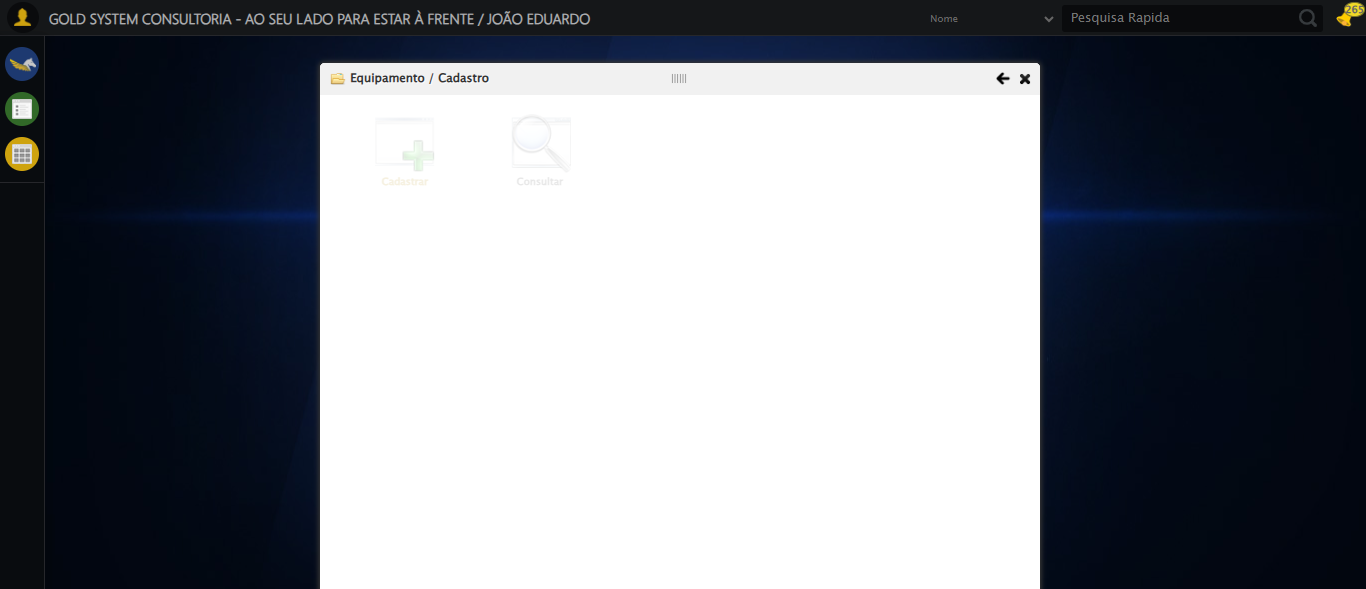 GOLD SYSTEM CONSULTORIA - AO SEU LADO PARA ESTAR À FRENTE / JOÃO EDUARDO
Nome
Pesquisa Rapida
265
Equipamento / Cadastro
Cadastrar
Consultar